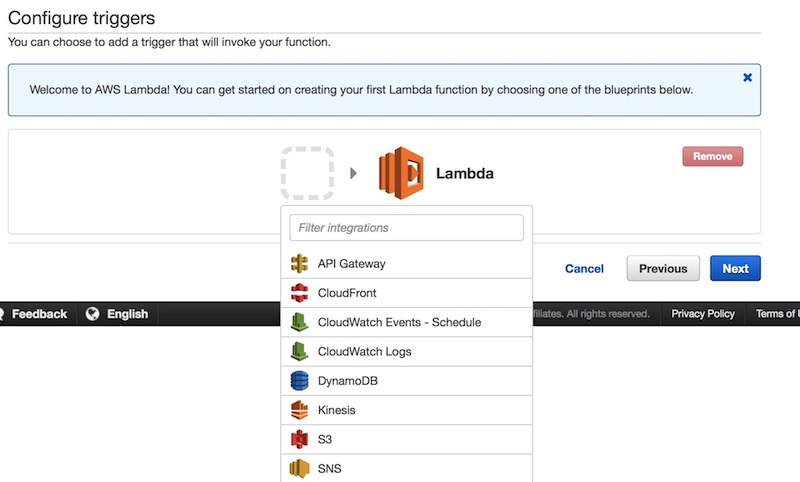 Configure triggers
You can choose to add a trigger that will invoke your function.
Welcome to AWS Lambda! You can get started on creating your first Lambda function by choosing one of the blueprints below.
Lambda
Remove
Filter integrations
API Gateway
CloudFront
CloudWatch Events - Schedule
CloudWatch Logs
DynamoDB
Kinesis
S3
SNS
Cancel
Previous
Next
Feedback
English
filiates. All rights reserved.
Privacy Policy
Terms of